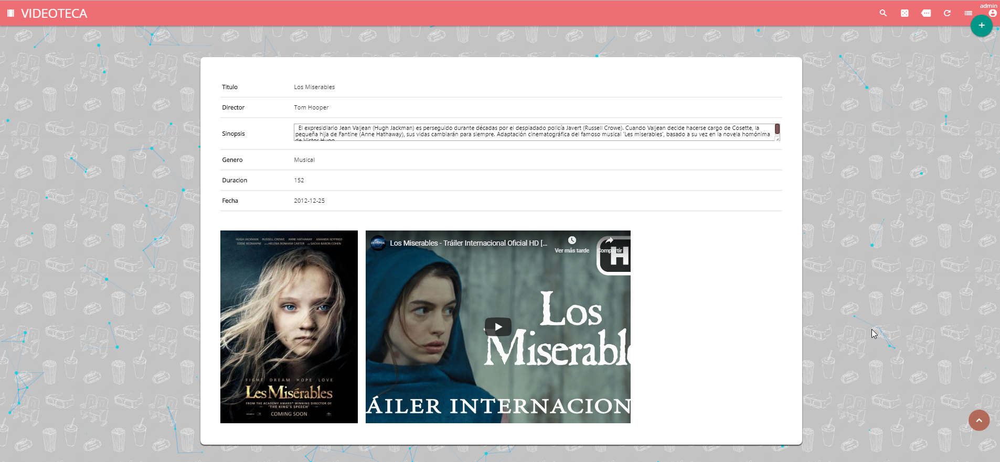 VIDEOTECA
admin
Titulo Los Miserables
Director Tom Hooper
Sinopsis El expresidiario Jean Valjean (Hugh Jackman) es perseguido durante décadas por el despiadado policía Javert (Russell Crowe). Cuando Valjean decide hacerse cargo de Cosette, la
pequeña hija de Fantine (Anne Hathaway), sus vidas cambiarán para siempre. Adaptación cinematográfica del famoso musical 'Les miserables', basado a su vez en la novela homónima
de Victor Hugo
Genero Musical
Duracion 152
Fecha 2012-12-25
HUGH JACKMAN RUSSELL CROWE ANNE HATHAWAY AMANDA SEYFRIED
EDDIE REDMAYNE HELENA BONHAM CARTER SACHA BARON COHEN
FIGHT DREAM HOPE LOVE
Les Misérables
FROM THE ACADEMY AWARD® WINNING DIRECTOR OF
"THE KING'S SPEECH"
COMING SOON
Los Miserables - Tráiler Internacional Oficial HD [...
Ver más tarde
Compartir
H
Los
Miserable
ÁILER INTERNACION